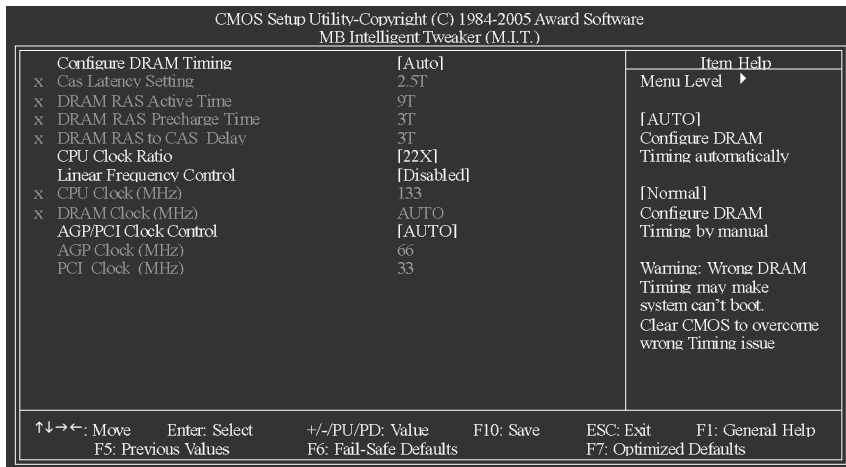 CMOS Setup Utility-Copyright (C) 1984-2005 Award Software
MB Intelligent Tweaker (M.I.T.)
Configure DRAM Timing [Auto]
x Cas Latency Setting 2.5T
x DRAM RAS Active Time 9T
x DRAM RAS Precharge Time 3T
x DRAM RAS to CAS Delay 3T
CPU Clock Ratio [22X]
Linear Frequency Control [Disabled]
x CPU Clock (MHz) 133
x DRAM Clock (MHz) AUTO
AGP/PCI Clock Control [AUTO]
AGP Clock (MHz) 66
PCI Clock (MHz) 33
Item Help
Menu Level ▶
[AUTO]
Configure DRAM
Timing automatically
[Normal]
Configure DRAM
Timing by manual
Warning: Wrong DRAM
Timing may make
system can't boot.
Clear CMOS to overcome
wrong Timing issue
↑↓→←: Move Enter: Select +/-/PU/PD: Value F10: Save ESC: Exit F1: General Help
F5: Previous Values F6: Fail-Safe Defaults F7: Optimized Defaults